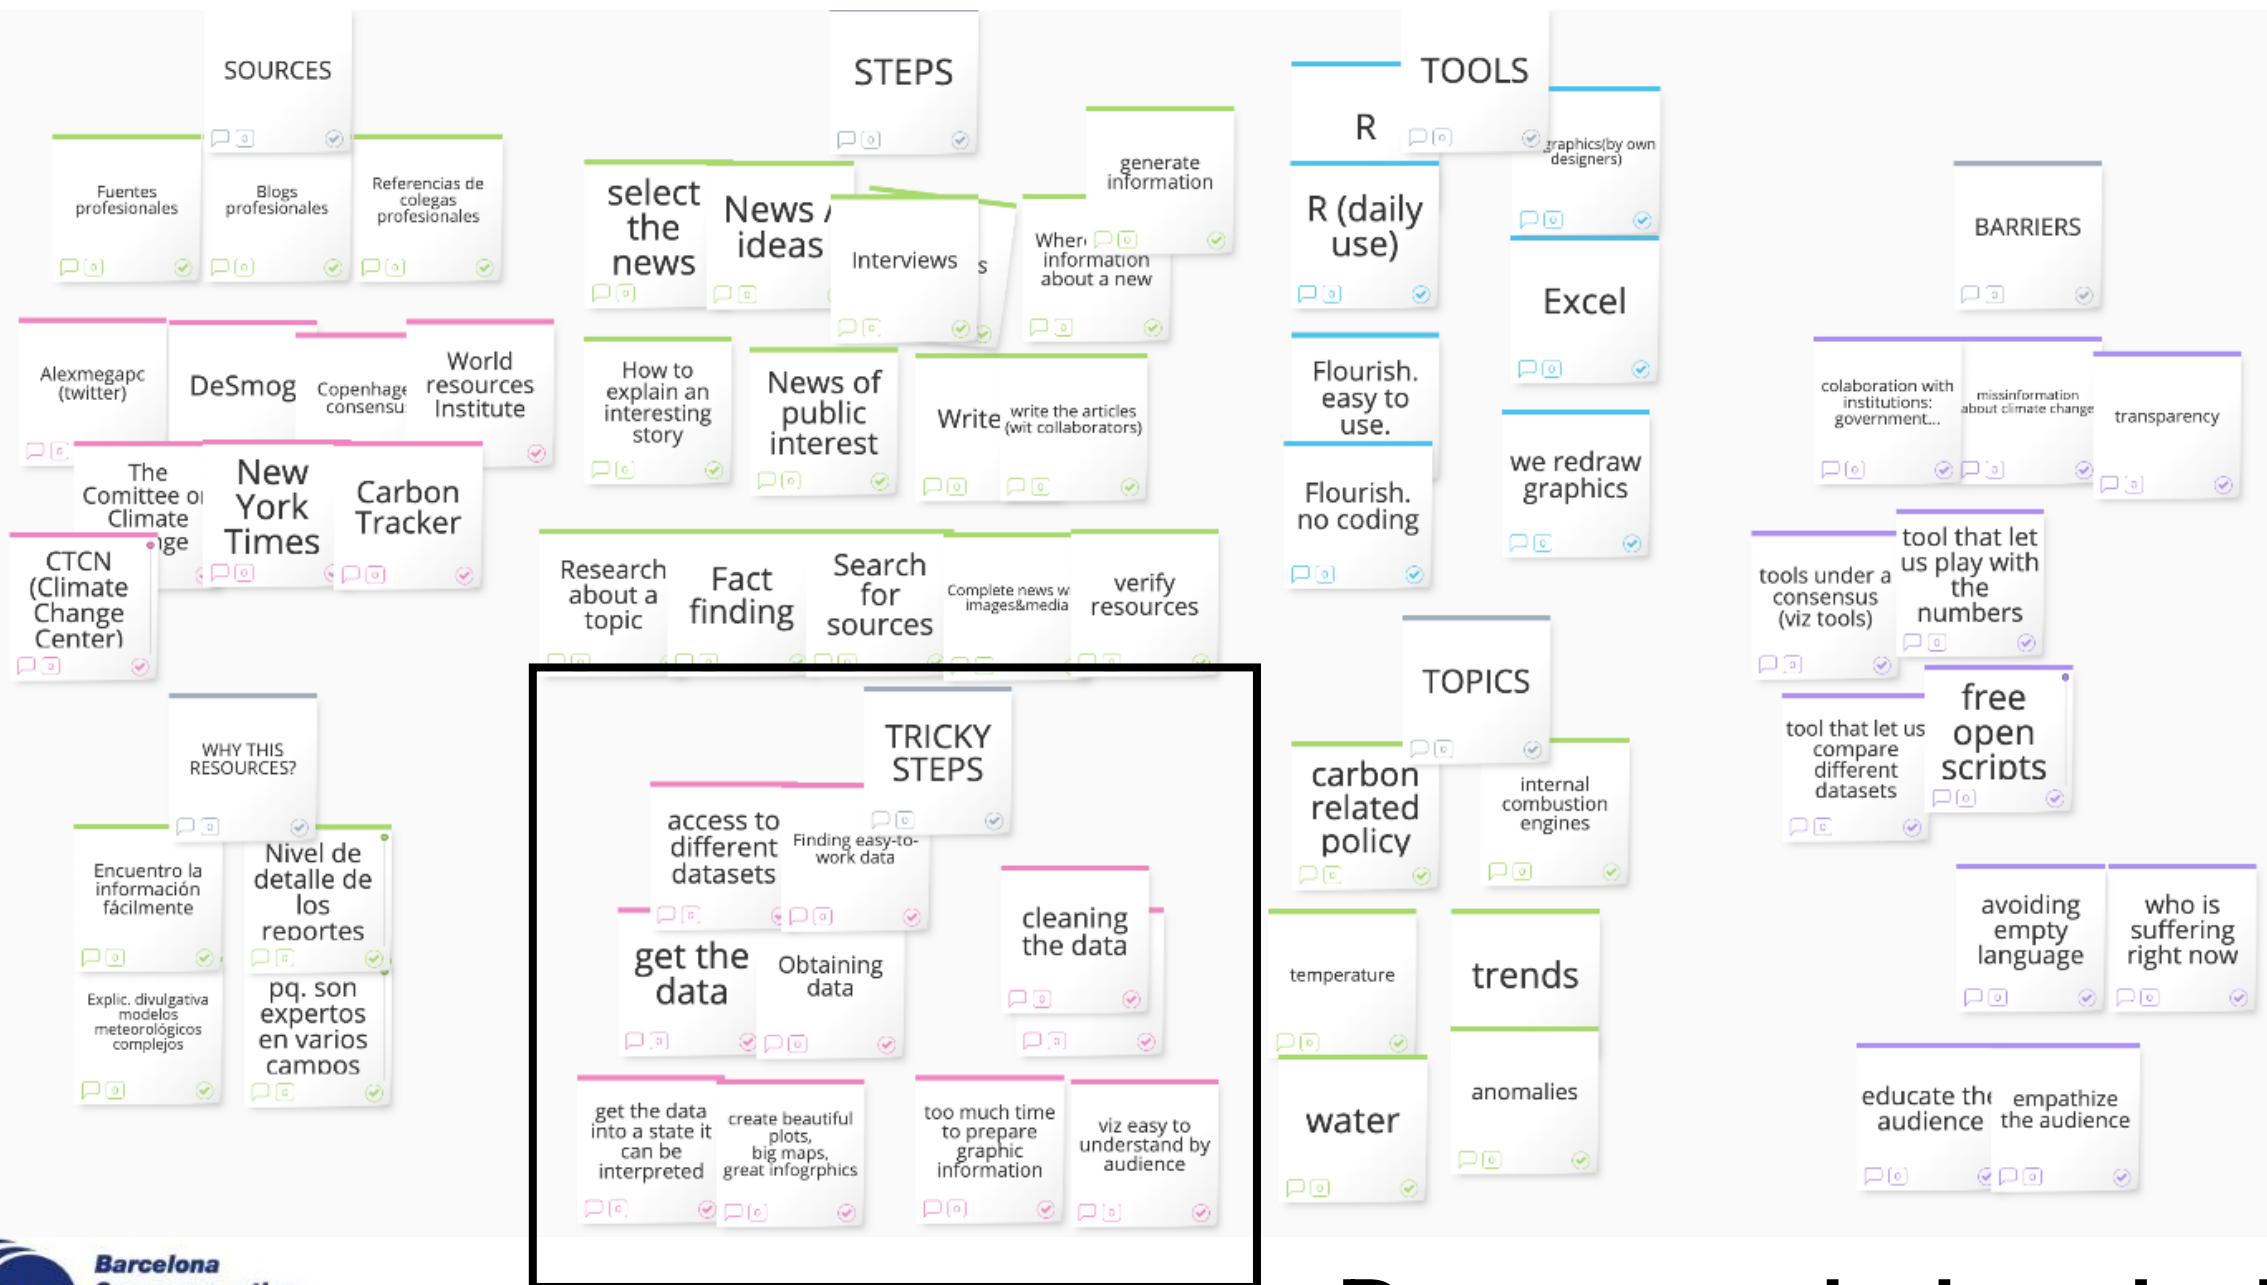 SOURCES
Fuentes
profesionales
Blogs
profesionales
Referencias de
colegas
profesionales
Alexmegapc
(twitter)
DeSmog
Copenhage
consensu
World
resources
Institute
The
Comittee or
Climate
nge
New
York
Times
Carbon
Tracker
CTCN
(Climate
Change
Center)
WHY THIS
RESOURCES?
Encuentro la
información
fácilmente
Nivel de
detalle de
los
reportes
Explic. divulgativa
modelos
meteorológicos
complejos
pq. son
expertos
en varios
campos
STEPS
select
the
news
News /
ideas
Interviews
s
Where
information
about a new
generate
information
How to
explain an
interesting
story
News of
public
interest
Write
write the articles
(wit collaborators)
Research
about a
topic
Fact
finding
Search
for
sources
Complete news w
images&media
verify
resources
TRICKY
STEPS
access to
different
datasets
Finding easy-to-
work data
get the
data
Obtaining
data
cleaning
the data
get the data
into a state it
can be
interpreted
create beautiful
plots,
big maps,
great infogrphics
too much time
to prepare
graphic
information
viz easy to
understand by
audience
TOOLS
R
graphics(by own
designers)
R (daily
use)
Excel
Flourish.
easy to
use.
Flourish.
no coding
we redraw
graphics
TOPICS
carbon
related
policy
internal
combustion
engines
temperature
trends
water
anomalies
BARRIERS
colaboration with
institutions:
government...
missinformation
about climate change
transparency
tools under a
consensus
(viz tools)
tool that let
us play with
the
numbers
tool that let us
compare
different
datasets
free
open
scripts
avoiding
empty
language
who is
suffering
right now
educate the
audience
empathize
the audience
Barcelona